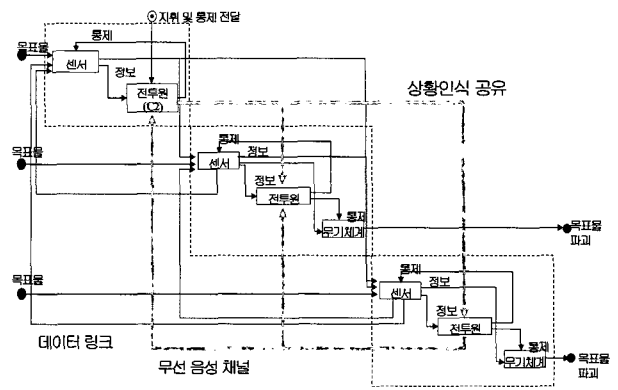 지휘 및 통제 전달
통제
목표물
센서
정보
전투원
(C2)
상황인식 공유
통제
정보
목표물
센서
정보
전투원
통제
무기체계
목표물
파괴
목표물
통제
정보
센서
정보
전투원
통제
무기체계
목표물
파괴
데이터 링크
무선 음성 채널